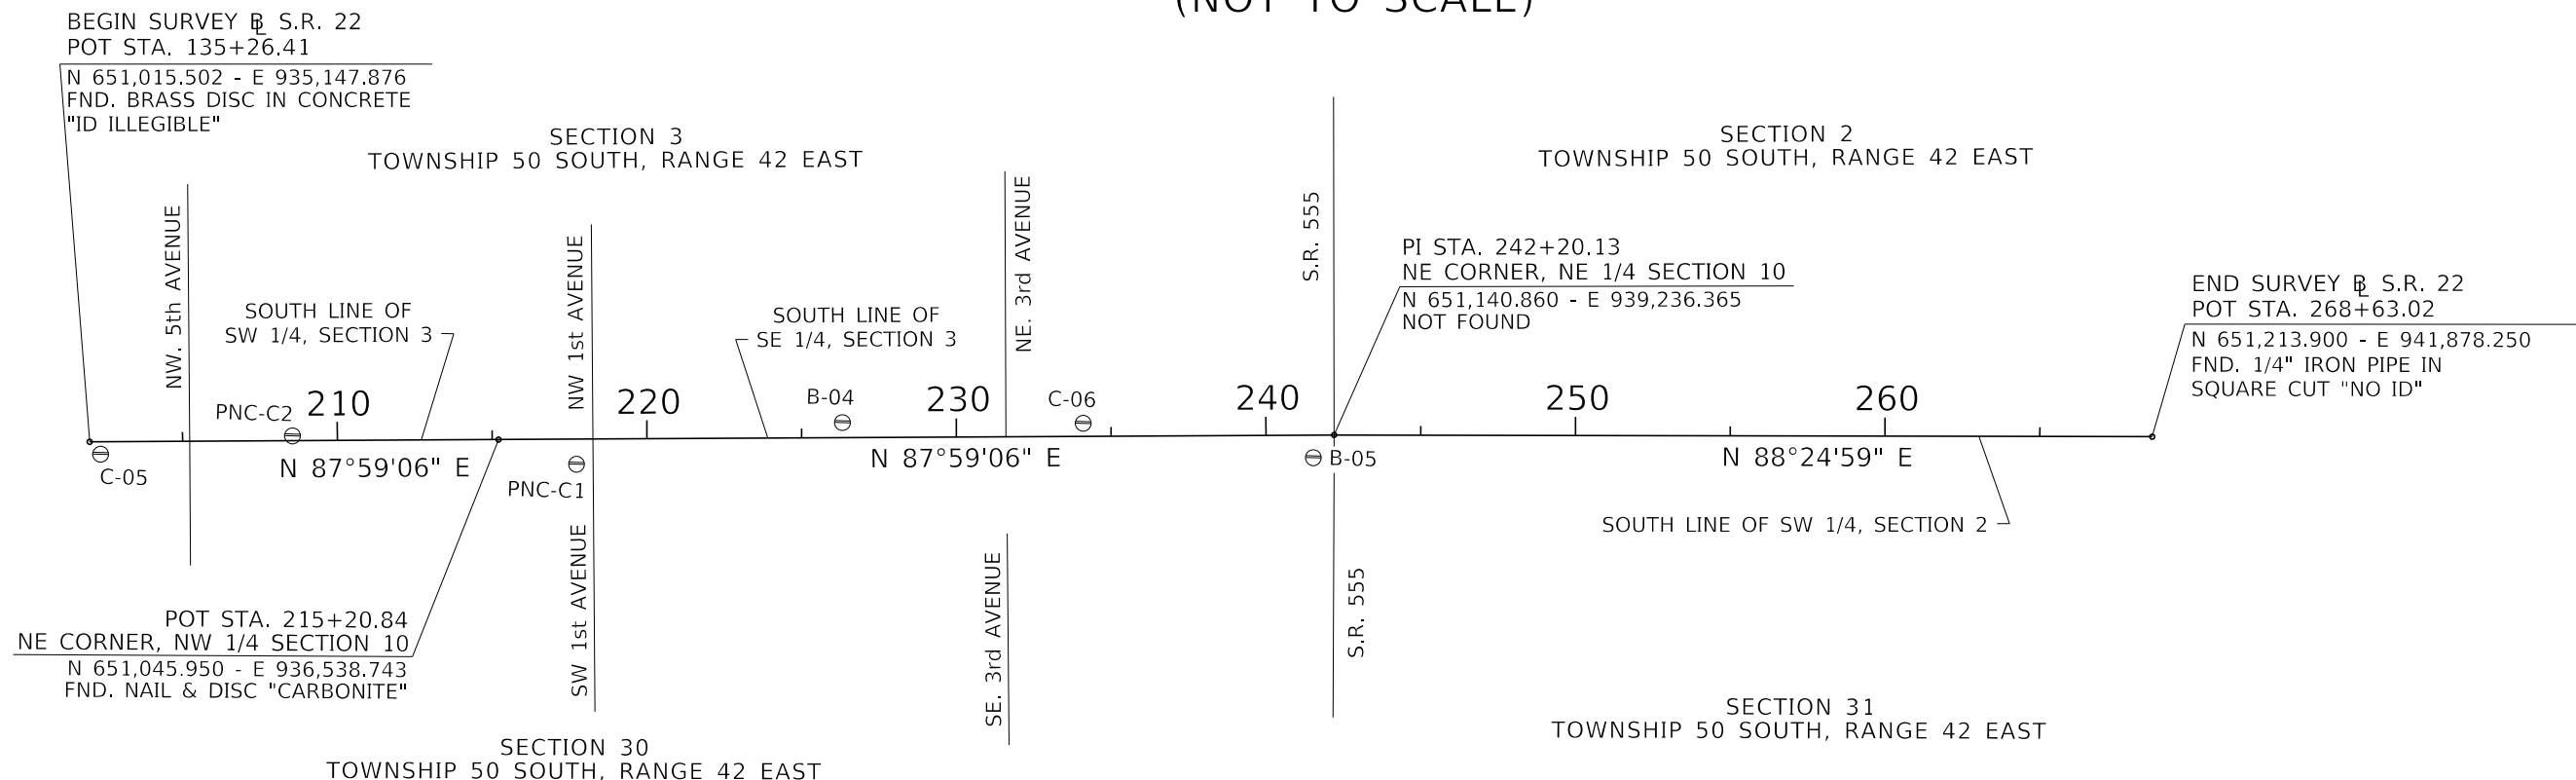 (NOT TO SCALE)
BEGIN SURVEY BL S.R. 22
POT STA. 135+26.41
N 651,015.502 - E 935,147.876
FND. BRASS DISC IN CONCRETE
"ID ILLEGIBLE"
SECTION 3
TOWNSHIP 50 SOUTH, RANGE 42 EAST
SECTION 2
TOWNSHIP 50 SOUTH, RANGE 42 EAST
NW. 5th AVENUE
NW 1st AVENUE
NE. 3rd AVENUE
S.R. 555
PI STA. 242+20.13
NE CORNER, NE 1/4 SECTION 10
N 651,140.860 - E 939,236.365
NOT FOUND
END SURVEY BL S.R. 22
POT STA. 268+63.02
N 651,213.900 - E 941,878.250
FND. 1/4" IRON PIPE IN
SQUARE CUT "NO ID"
SOUTH LINE OF
SW 1/4, SECTION 3
SOUTH LINE OF
SE 1/4, SECTION 3
PNC-C2
210
220
B-04
230
C-06
240
250
260
C-05
N 87°59'06" E
PNC-C1
N 87°59'06" E
B-05
N 88°24'59" E
SOUTH LINE OF SW 1/4, SECTION 2
SW 1st AVENUE
SE. 3rd AVENUE
S.R. 555
POT STA. 215+20.84
NE CORNER, NW 1/4 SECTION 10
N 651,045.950 - E 936,538.743
FND. NAIL & DISC "CARBONITE"
SECTION 30
TOWNSHIP 50 SOUTH, RANGE 42 EAST
SECTION 31
TOWNSHIP 50 SOUTH, RANGE 42 EAST